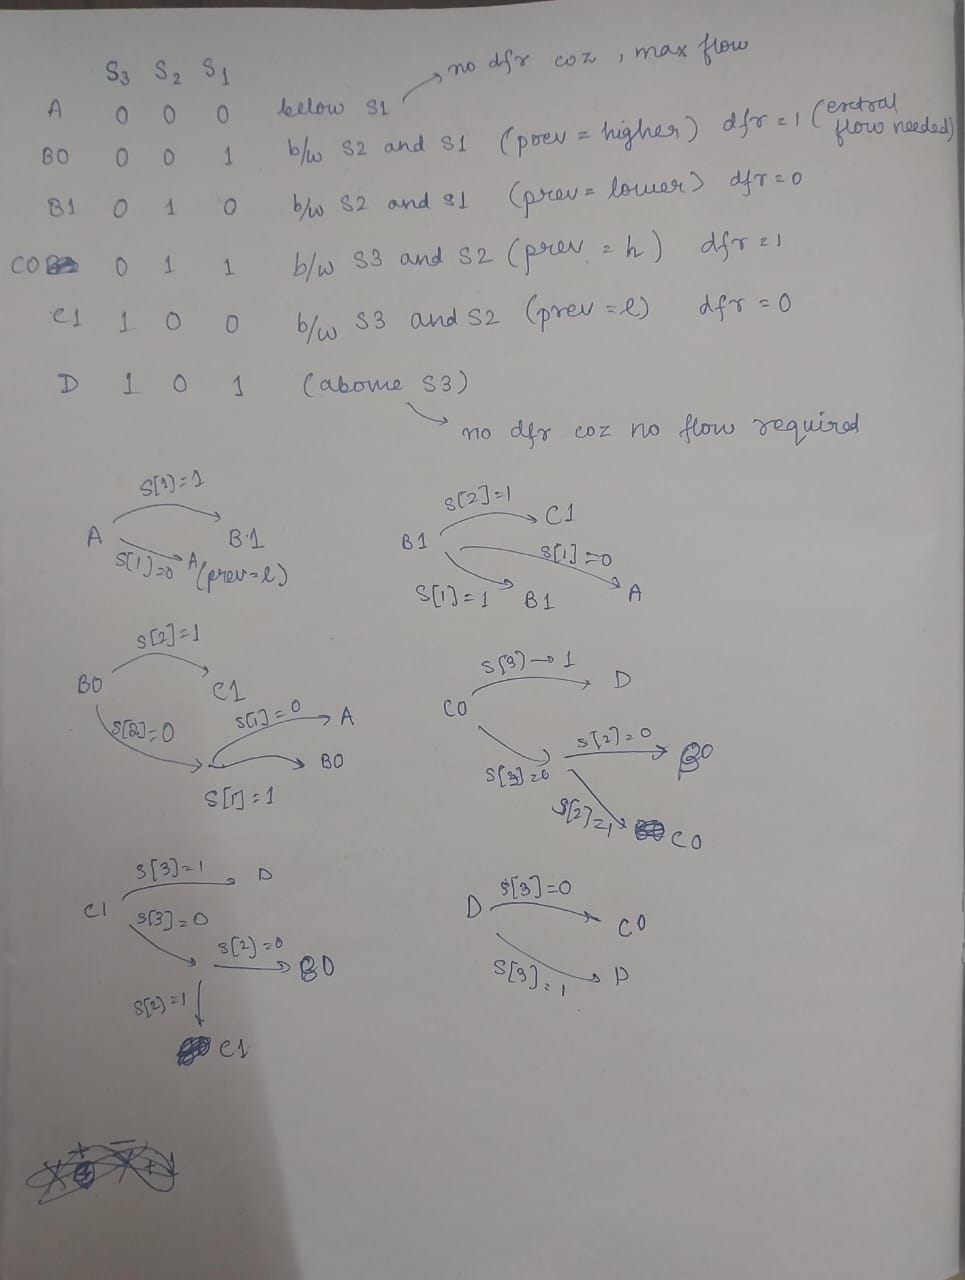 S3 S2 S1
no dfr coz, max flow
A 0 0 0 below S1
B0 0 0 1 b/w S2 and S1 (prev = higher) dfr = 1 (
flow needed)
B1 0 1 0 b/w S2 and S1 (prev = lower) dfr = 0
C0 0 1 1 b/w S3 and S2 (prev = h) dfr = 1
C1 1 0 0 b/w S3 and S2 (prev = l) dfr = 0
D 1 0 1 (above S3)
no dfr coz no flow required
S[1]=1
A B1
S[1]=0 A(prev=l)
S[2]=1
B1 C1
S[1]=0
S[1]=1 B1 A
S[2]=1
B0 C1
S[2]=0 S[1]=0 A
B0
S[1]=1
S[3]→1
C0 D
S[3]=0 S[2]=0 B0
S[2]=1 C0
S[3]=1 D
C1 S[3]=0
S[2]=0 B0
S[2]=1
C1
S[3]=0
D C0
S[3]=1 D